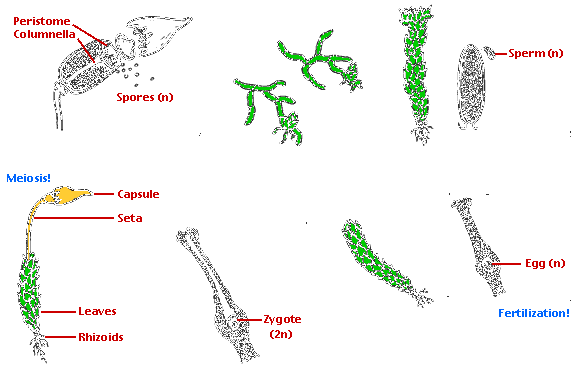 Peristome
Columnella
Spores (n)
Sperm (n)
Meiosis!
Capsule
Seta
Leaves
Rhizoids
Zygote
(2n)
Egg (n)
Fertilization!